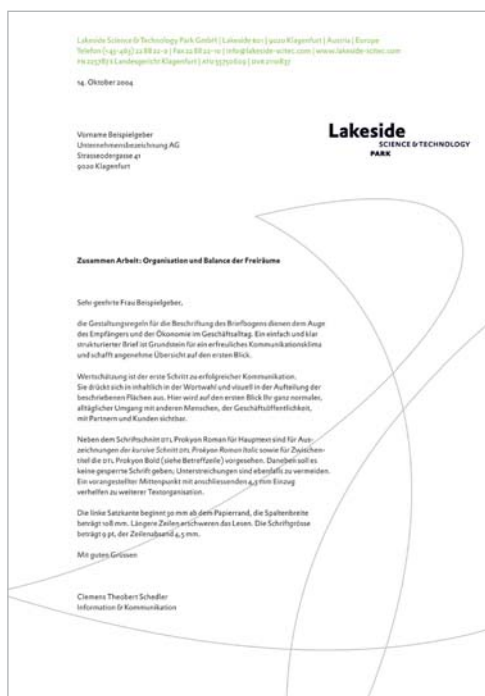 Lakeside Science & Technology Park GmbH | Lakeside B01 | 9020 Klagenfurt | Austria | Europe
Telefon (+43-463) 22 88 22-0 | Fax 22 88 22-10 | info@lakeside-scitec.com | www.lakeside-scitec.com
Landesgericht Klagenfurt
14. Oktober 2004
Vorname Beispielgeber
Unternehmensbezeichnung AG
Strasseodergasse 41
9020 Klagenfurt
Lakeside
SCIENCE & TECHNOLOGY
PARK
Zusammen Arbeit: Organisation und Balance der Freiräume
Sehr geehrte Frau Beispielgeber,
die Gestaltungsregeln für die Beschriftung des Briefbogens dienen dem Auge
des Empfängers und der Ökonomie im Geschäftsalltag. Ein einfach und klar
strukturierter Brief ist Grundstein für ein erfreuliches Kommunikationsklima
und schafft angenehme Übersicht auf den ersten Blick.
Wertschätzung ist der erste Schritt zu erfolgreicher Kommunikation.
Sie drückt sich in inhaltlich in der Wortwahl und visuell in der Aufteilung der
beschriebenen Flächen aus. Hier wird auf den ersten Blick Ihr ganz normaler,
alltäglicher Umgang mit anderen Menschen, der Geschäftsöffentlichkeit,
mit Partnern und Kunden sichtbar.
Neben dem Schriftschnitt DTL Prokyon Roman für Haupttext sind für Aus-
zeichnungen der kursive Schnitt DTL Prokyon Roman Italic sowie für Zwischen-
titel die DTL Prokyon Bold (siehe Betreffzeile) vorgesehen. Daneben soll es
keine gesperrte Schrift geben; Unterstreichungen sind ebenfalls zu vermeiden.
Ein vorangestellter Mittenpunkt mit anschliessenden 4,5 mm Einzug
verhelfen zu weiterer Textorganisation.
Die linke Satzkante beginnt 30 mm ab dem Papierrand, die Spaltenbreite
beträgt 108 mm. Längere Zeilen erschweren das Lesen. Die Schriftgrösse
beträgt 9 pt, der Zeilenabstand 4,5 mm.
Mit guten Grüssen
Clemens Theobert Schedler
Information & Kommunikation